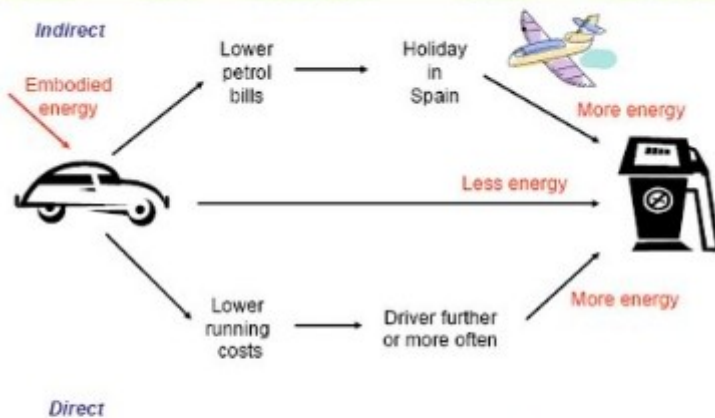 Indirect
Embodied
energy
Lower
petrol
bills
Holiday
in
Spain
More energy
Less energy
More energy
Lower
running
costs
Driver further
or more often
Direct